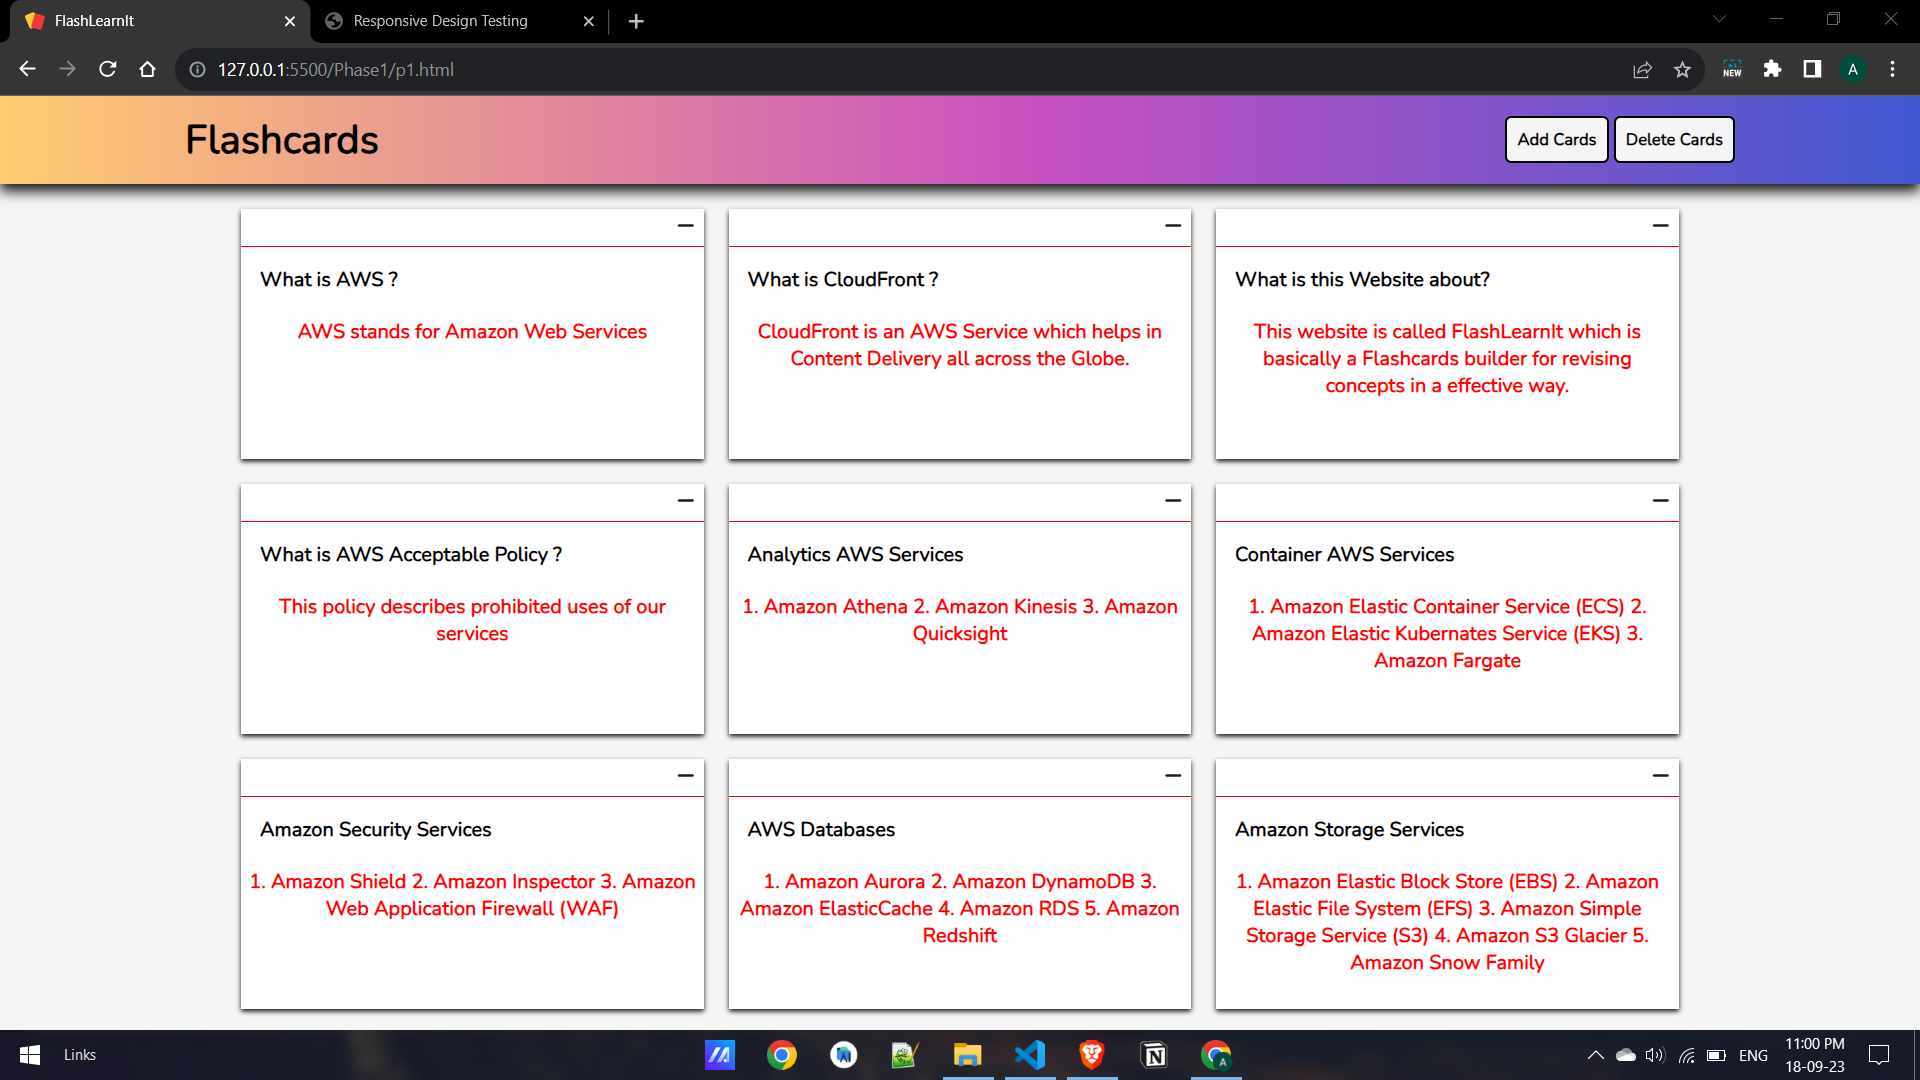 FlashLearnIt
Responsive Design Testing
127.0.0.1:5500/Phase1/p1.html
NEW
A
Flashcards
Add Cards
Delete Cards
What is AWS ?
AWS stands for Amazon Web Services
What is CloudFront ?
CloudFront is an AWS Service which helps in
Content Delivery all across the Globe.
What is this Website about?
This website is called FlashLearnIt which is
basically a Flashcards builder for revising
concepts in a effective way.
What is AWS Acceptable Policy ?
This policy describes prohibited uses of our
services
Analytics AWS Services
1. Amazon Athena 2. Amazon Kinesis 3. Amazon
Quicksight
Container AWS Services
1. Amazon Elastic Container Service (ECS) 2.
Amazon Elastic Kubernates Service (EKS) 3.
Amazon Fargate
Amazon Security Services
1. Amazon Shield 2. Amazon Inspector 3. Amazon
Web Application Firewall (WAF)
AWS Databases
1. Amazon Aurora 2. Amazon DynamoDB 3.
Amazon ElasticCache 4. Amazon RDS 5. Amazon
Redshift
Amazon Storage Services
1. Amazon Elastic Block Store (EBS) 2. Amazon
Elastic File System (EFS) 3. Amazon Simple
Storage Service (S3) 4. Amazon S3 Glacier 5.
Amazon Snow Family
Links
ENG
11:00 PM
18-09-23